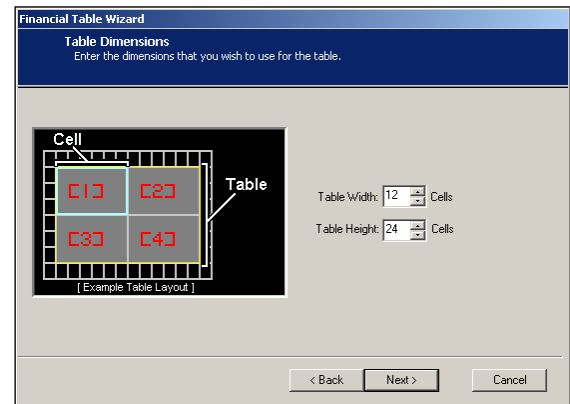 Financial Table Wizard
Table Dimensions
Enter the dimensions that you wish to use for the table.
Cell
[1] [2] Table
[3] [4]
[ Example Table Layout ]
Table Width: 12 Cells
Table Height: 24 Cells
< Back Next > Cancel